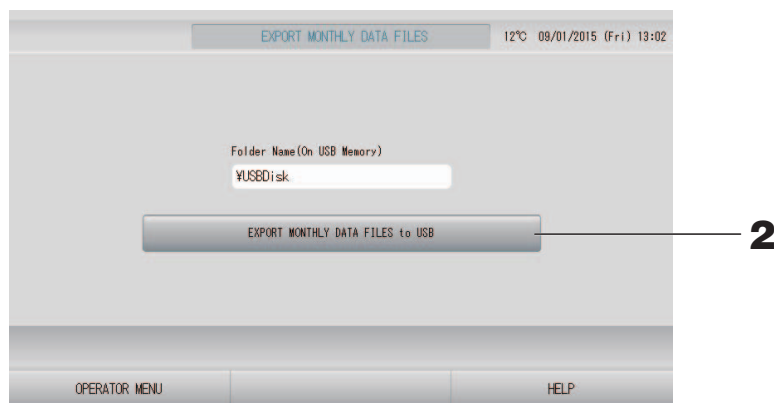 EXPORT MONTHLY DATA FILES 12℃ 09/01/2015 (Fri) 13:02
Folder Name(On USB Memory)
¥USBDisk
EXPORT MONTHLY DATA FILES to USB
2
OPERATOR MENU HELP